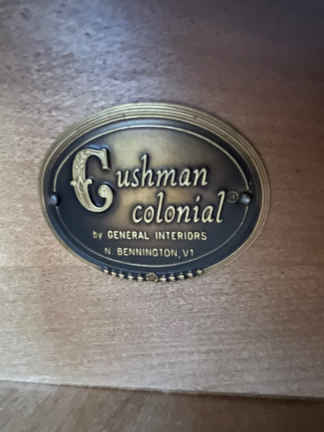 Cushman
colonial®
by GENERAL INTERIORS
N. BENNINGTON, VT